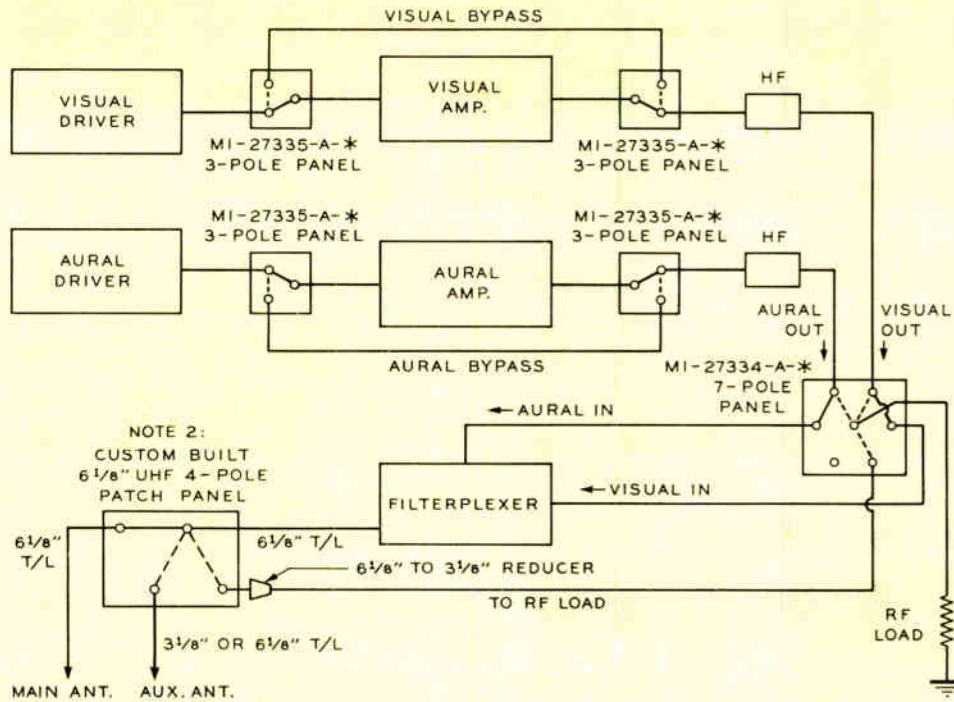 VISUAL BYPASS
VISUAL
DRIVER
VISUAL
AMP.
HF
MI-27335-A-*
3-POLE PANEL
MI-27335-A-*
3-POLE PANEL
MI-27335-A-*
3-POLE PANEL
MI-27335-A-*
3-POLE PANEL
AURAL
DRIVER
AURAL
AMP.
HF
AURAL
OUT
VISUAL
OUT
AURAL BYPASS
MI-27334-A-*
7-POLE
PANEL
←AURAL IN
NOTE 2:
CUSTOM BUILT
6 1/8" UHF 4-POLE
PATCH PANEL
FILTERPLEXER
←VISUAL IN
6 1/8"
T/L
6 1/8" T/L
6 1/8" TO 3 1/8" REDUCER
TO RF LOAD
RF
LOAD
3 1/8" OR 6 1/8" T/L
MAIN ANT.
AUX. ANT.